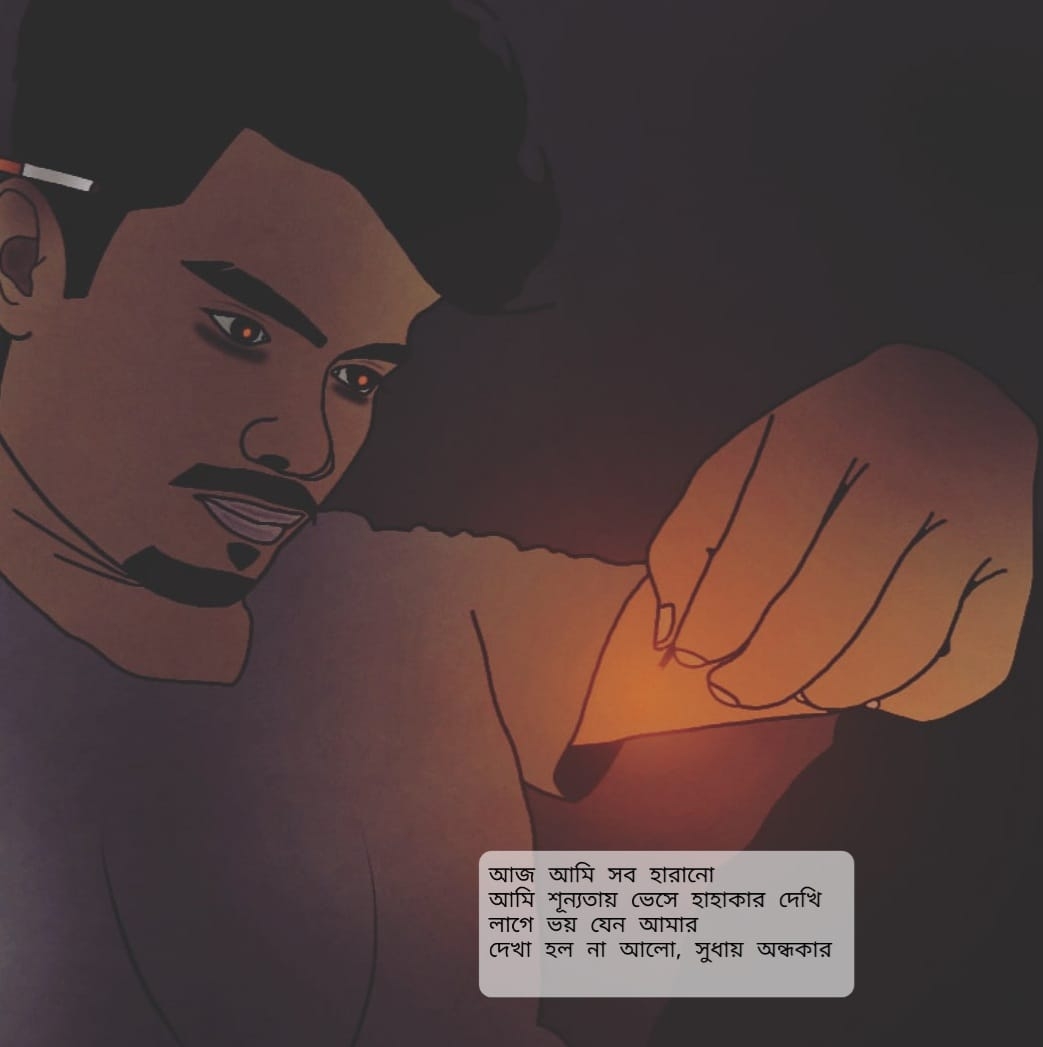 আজ আমি সব হারানো
আমি শূন্যতায় ভেসে হাহাকার দেখি
লাগে ভয় যেন আমার
দেখা হল না আলো, সুধায় অন্ধকার